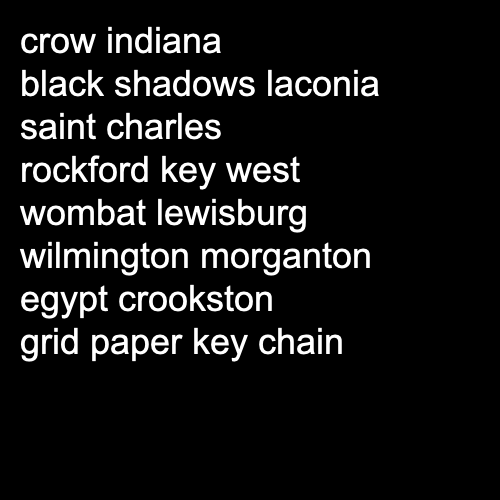 crow indiana
black shadows laconia
saint charles
rockford key west
wombat lewisburg
wilmington morganton
egypt crookston
grid paper key chain